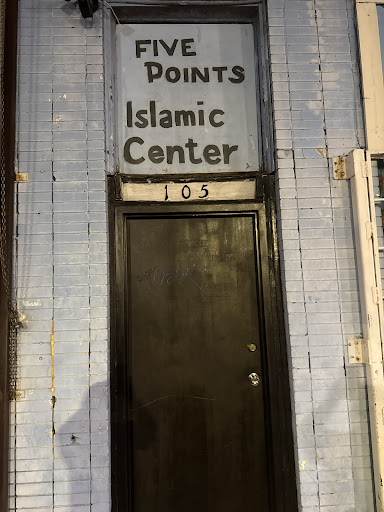 FIVE
POINTS
Islamic
Center
105